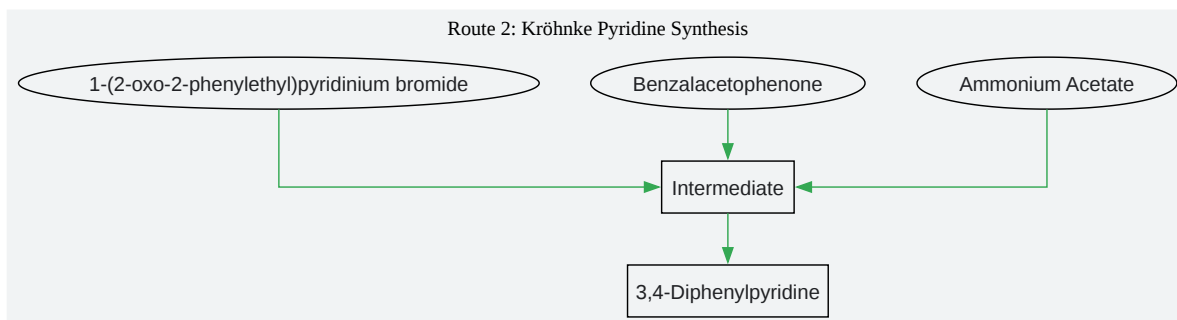 Route 2: Kröhnke Pyridine Synthesis
1-(2-oxo-2-phenylethyl)pyridinium bromide
Benzalacetophenone
Ammonium Acetate
Intermediate
3,4-Diphenylpyridine